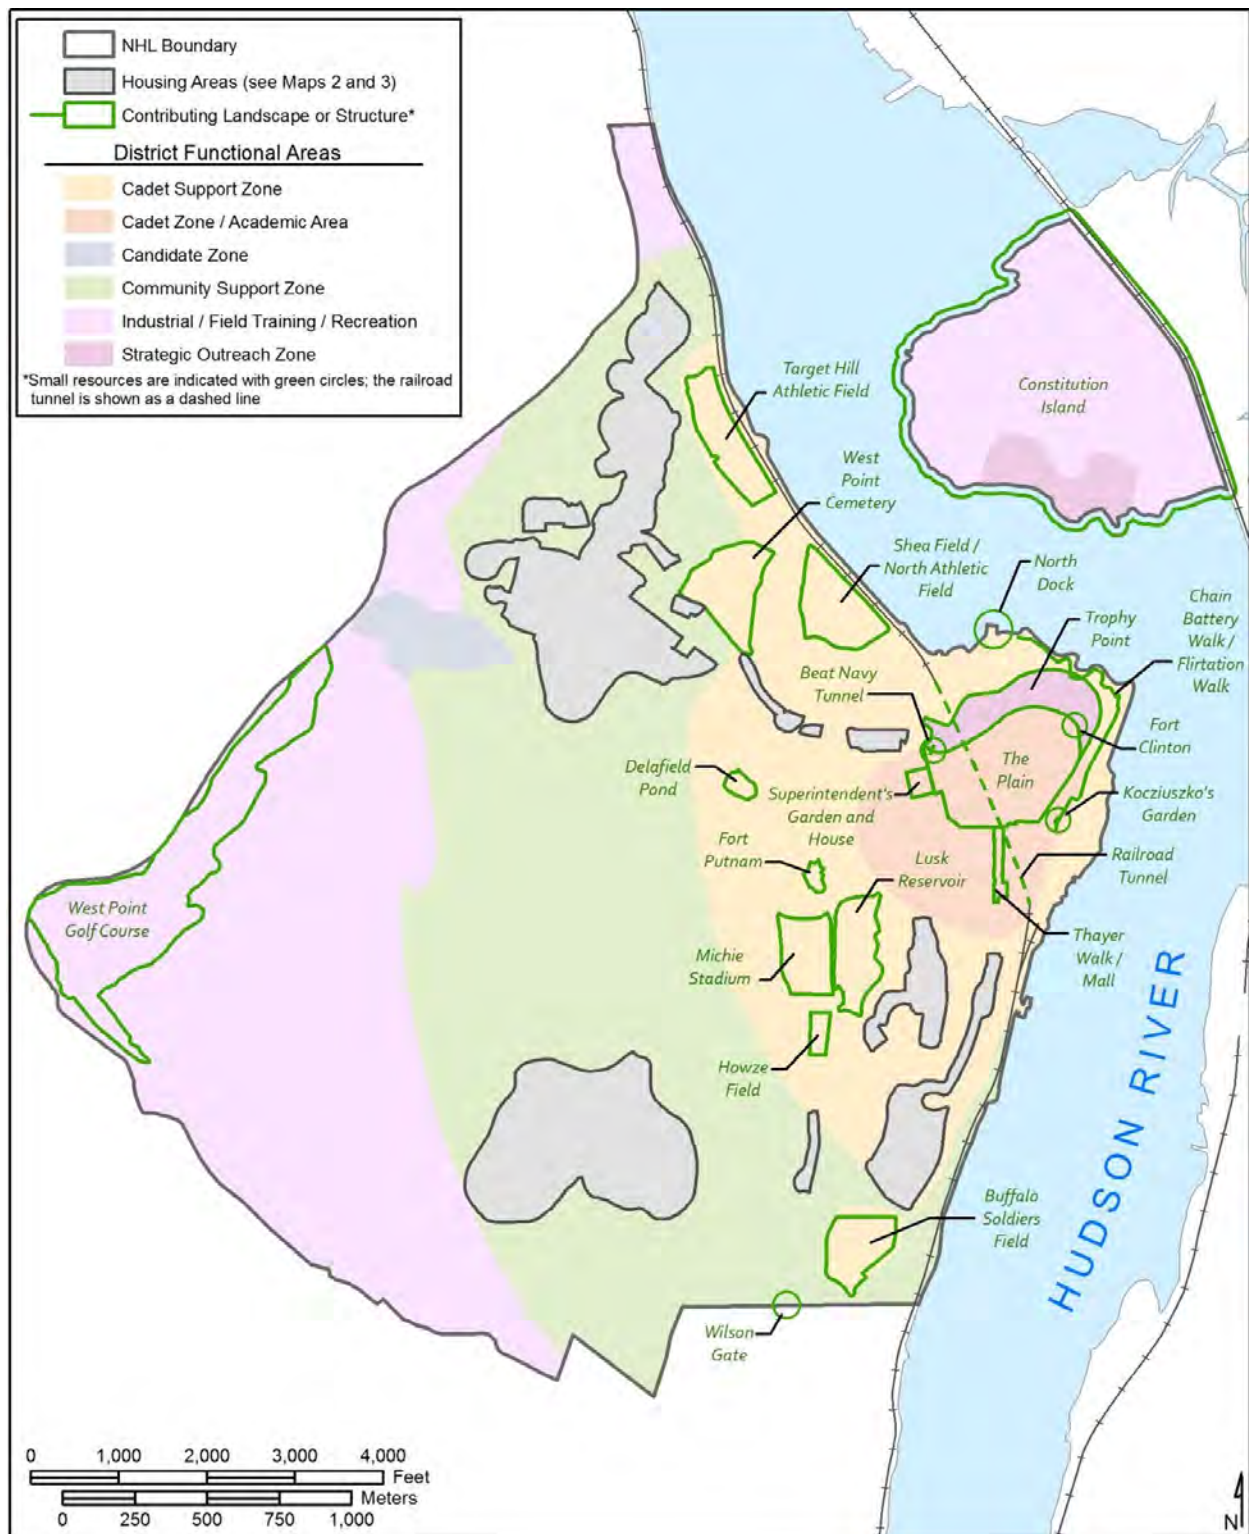 NHL Boundary
Housing Areas (see Maps 2 and 3)
Contributing Landscape or Structure*
District Functional Areas
Cadet Support Zone
Cadet Zone / Academic Area
Candidate Zone
Community Support Zone
Industrial / Field Training / Recreation
Strategic Outreach Zone
*Small resources are indicated with green circles; the railroad
tunnel is shown as a dashed line
Target Hill
Athletic Field
Constitution
Island
West
Point
Cemetery
Shea Field /
North Athletic
Field
North
Dock
Chain
Battery
Walk /
Flirtation
Walk
Trophy
Point
Beat Navy
Tunnel
Fort
Clinton
The
Plain
Delafield
Pond
Superintendent's
Garden and
House
Kocziuszko's
Garden
Fort
Putnam
Lusk
Reservoir
Railroad
Tunnel
West Point
Golf Course
Michie
Stadium
Thayer
Walk /
Mall
Howze
Field
HUDSON RIVER
Buffalo
Soldiers
Field
Wilson
Gate
0 1,000 2,000 3,000 4,000
Feet
Meters
0 250 500 750 1,000
N